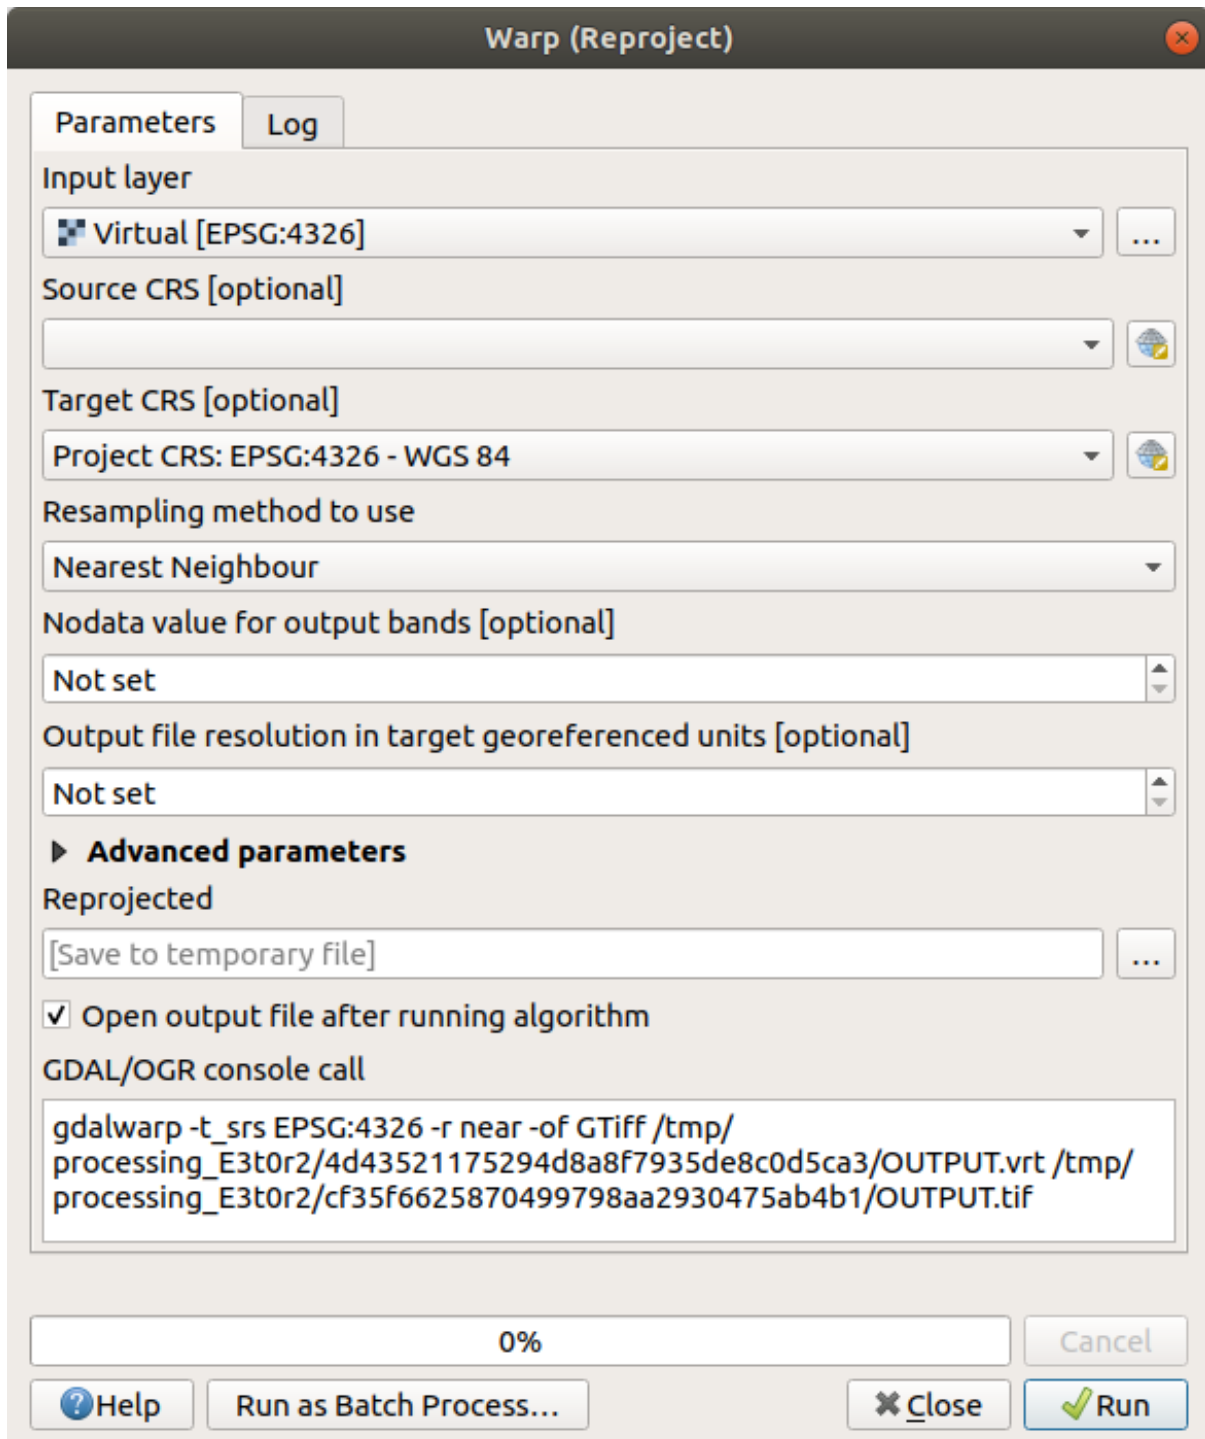 Warp (Reproject)
Parameters
Log
Input layer
Virtual [EPSG:4326]
...
Source CRS [optional]
Target CRS [optional]
Project CRS: EPSG:4326 - WGS 84
Resampling method to use
Nearest Neighbour
Nodata value for output bands [optional]
Not set
Output file resolution in target georeferenced units [optional]
Not set
Advanced parameters
Reprojected
[Save to temporary file]
...
Open output file after running algorithm
GDAL/OGR console call
gdalwarp -t_srs EPSG:4326 -r near -of GTiff /tmp/
processing_E3t0r2/4d43521175294d8a8f7935de8c0d5ca3/OUTPUT.vrt /tmp/
processing_E3t0r2/cf35f6625870499798aa2930475ab4b1/OUTPUT.tif
0%
Cancel
Help
Run as Batch Process...
Close
Run